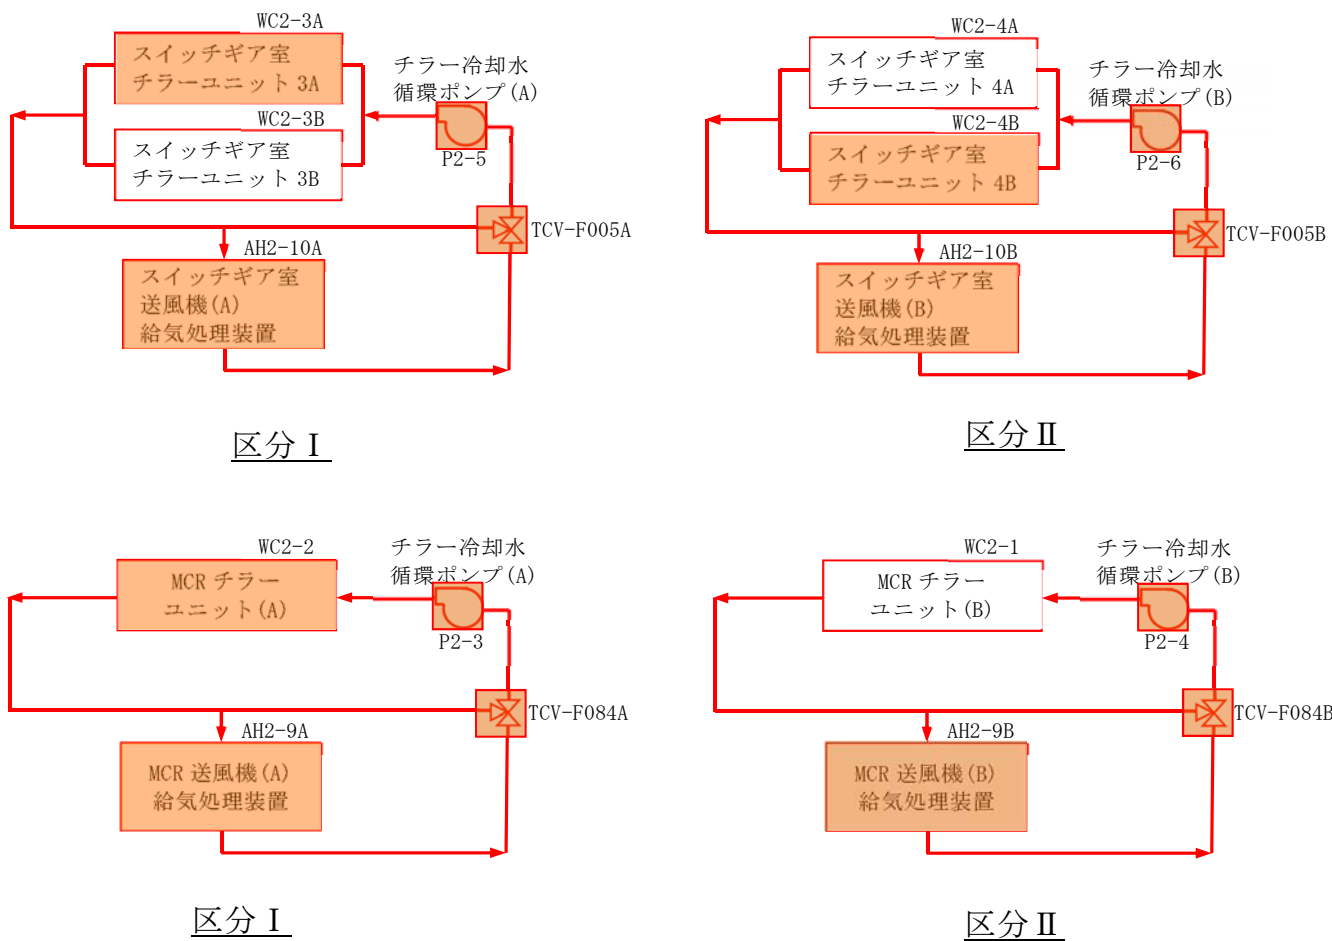 WC2-3A
スイッチギア室
チラーユニット 3A
チラー冷却水
循環ポンプ(A)
WC2-3B
スイッチギア室
チラーユニット 3B
P2-5
TCV-F005A
AH2-10A
スイッチギア室
送風機(A)
給気処理装置
区分Ⅰ
WC2-4A
スイッチギア室
チラーユニット 4A
チラー冷却水
循環ポンプ(B)
WC2-4B
スイッチギア室
チラーユニット 4B
P2-6
TCV-F005B
AH2-10B
スイッチギア室
送風機(B)
給気処理装置
区分Ⅱ
WC2-2
MCR チラー
ユニット(A)
チラー冷却水
循環ポンプ(A)
P2-3
TCV-F084A
AH2-9A
MCR 送風機(A)
給気処理装置
区分Ⅰ
WC2-1
MCR チラー
ユニット(B)
チラー冷却水
循環ポンプ(B)
P2-4
TCV-F084B
AH2-9B
MCR 送風機(B)
給気処理装置
区分Ⅱ